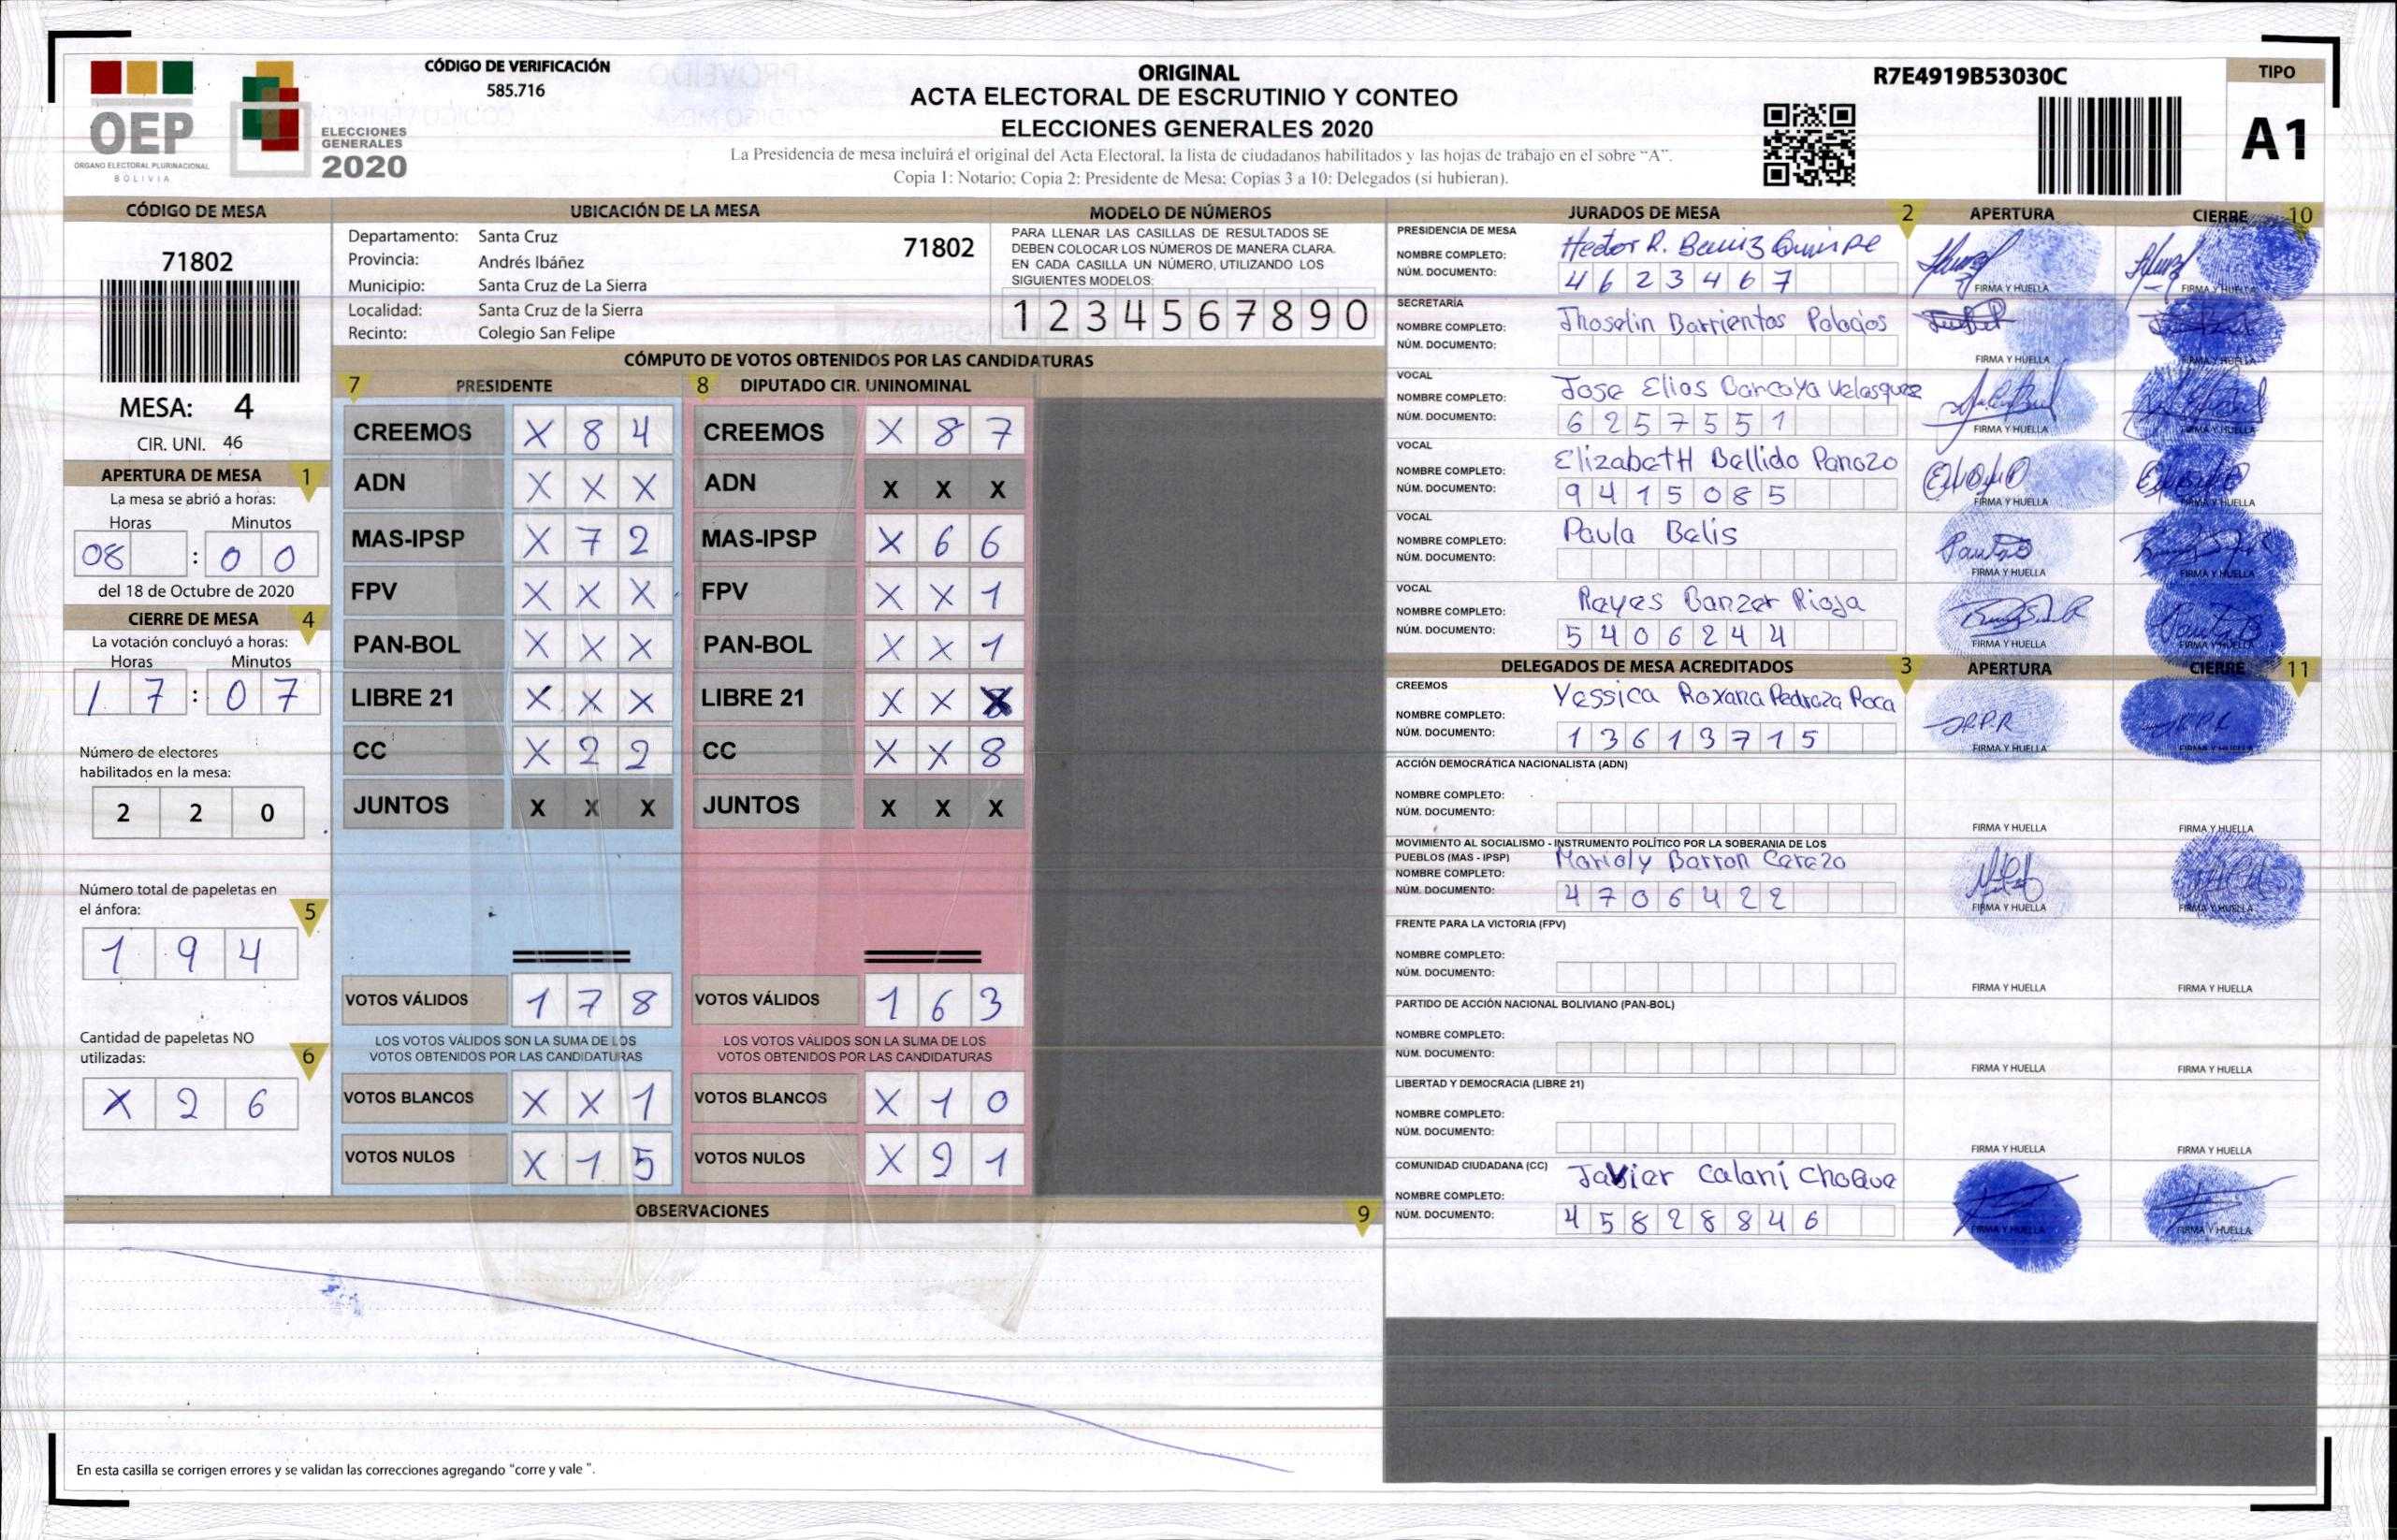 CÓDIGO DE VERIFICACIÓN
585.716
OEP
ÓRGANO ELECTORAL PLURINACIONAL
BOLIVIA
ELECCIONES
GENERALES
2020
ORIGINAL
ACTA ELECTORAL DE ESCRUTINIO Y CONTEO
ELECCIONES GENERALES 2020
La Presidencia de mesa incluirá el original del Acta Electoral, la lista de ciudadanos habilitados y las hojas de trabajo en el sobre “A”.
Copia 1: Notario; Copia 2: Presidente de Mesa; Copias 3 a 10: Delegados (si hubieran).
R7E4919B53030C
TIPO
A1
CÓDIGO DE MESA
71802
MESA: 4
CIR. UNI. 46
APERTURA DE MESA 1
La mesa se abrió a horas:
Horas Minutos
08 : 0 0
del 18 de Octubre de 2020
CIERRE DE MESA 4
La votación concluyó a horas:
Horas Minutos
1 7 : 0 7
Número de electores
habilitados en la mesa:
2 2 0
Número total de papeletas en
el ánfora: 5
1 9 4
Cantidad de papeletas NO
utilizadas: 6
X 2 6
UBICACIÓN DE LA MESA
Departamento: Santa Cruz
71802
Provincia: Andrés Ibáñez
Municipio: Santa Cruz de La Sierra
Localidad: Santa Cruz de la Sierra
Recinto: Colegio San Felipe
MODELO DE NÚMEROS
PARA LLENAR LAS CASILLAS DE RESULTADOS SE
DEBEN COLOCAR LOS NÚMEROS DE MANERA CLARA.
EN CADA CASILLA UN NÚMERO, UTILIZANDO LOS
SIGUIENTES MODELOS:
1 2 3 4 5 6 7 8 9 0
CÓMPUTO DE VOTOS OBTENIDOS POR LAS CANDIDATURAS
7 PRESIDENTE
CREEMOS X 8 4
ADN X X X
MAS-IPSP X 7 2
FPV X X X
PAN-BOL X X X
LIBRE 21 X X X
CC X 2 2
JUNTOS X X X
VOTOS VÁLIDOS 1 7 8
LOS VOTOS VÁLIDOS SON LA SUMA DE LOS
VOTOS OBTENIDOS POR LAS CANDIDATURAS
VOTOS BLANCOS X X 1
VOTOS NULOS X 1 5
8 DIPUTADO CIR. UNINOMINAL
CREEMOS X 8 7
ADN X X X
MAS-IPSP X 6 6
FPV X X 1
PAN-BOL X X 1
LIBRE 21 X X X
CC X X 8
JUNTOS X X X
VOTOS VÁLIDOS 1 6 3
LOS VOTOS VÁLIDOS SON LA SUMA DE LOS
VOTOS OBTENIDOS POR LAS CANDIDATURAS
VOTOS BLANCOS X 1 0
VOTOS NULOS X 2 1
OBSERVACIONES 9
En esta casilla se corrigen errores y se validan las correcciones agregando “corre y vale ”.
JURADOS DE MESA 2 APERTURA CIERRE 10
PRESIDENCIA DE MESA
NOMBRE COMPLETO: Hector R.
NÚM. DOCUMENTO: 4 6 2 3 4 6 7
FIRMA Y HUELLA FIRMA Y HUELLA
SECRETARÍA
NOMBRE COMPLETO: Jhoselin Barrientos Palacios
NÚM. DOCUMENTO:
FIRMA Y HUELLA FIRMA Y HUELLA
VOCAL
NOMBRE COMPLETO: Jose Elias Barcaya Velasquez
NÚM. DOCUMENTO: 6 2 5 7 5 5 1
FIRMA Y HUELLA FIRMA Y HUELLA
VOCAL
NOMBRE COMPLETO: ElizabetH Bellido Panozo
NÚM. DOCUMENTO: 9 4 1 5 0 8 5
FIRMA Y HUELLA FIRMA Y HUELLA
VOCAL
NOMBRE COMPLETO: Paula Belis
NÚM. DOCUMENTO:
FIRMA Y HUELLA FIRMA Y HUELLA
VOCAL
NOMBRE COMPLETO: Reyes Banzer Rioja
NÚM. DOCUMENTO: 5 4 0 6 2 4 4
FIRMA Y HUELLA FIRMA Y HUELLA
DELEGADOS DE MESA ACREDITADOS 3 APERTURA CIERRE 11
CREEMOS
NOMBRE COMPLETO: Yessica Roxana Pedraza Roca
NÚM. DOCUMENTO: 1 3 6 1 3 7 1 5
FIRMA Y HUELLA FIRMA Y HUELLA
ACCIÓN DEMOCRÁTICA NACIONALISTA (ADN)
NOMBRE COMPLETO:
NÚM. DOCUMENTO:
FIRMA Y HUELLA FIRMA Y HUELLA
MOVIMIENTO AL SOCIALISMO - INSTRUMENTO POLÍTICO POR LA SOBERANIA DE LOS
PUEBLOS (MAS - IPSP)
NOMBRE COMPLETO: Marioly Barron Cerezo
NÚM. DOCUMENTO: 4 7 0 6 4 2 2
FIRMA Y HUELLA FIRMA Y HUELLA
FRENTE PARA LA VICTORIA (FPV)
NOMBRE COMPLETO:
NÚM. DOCUMENTO:
FIRMA Y HUELLA FIRMA Y HUELLA
PARTIDO DE ACCIÓN NACIONAL BOLIVIANO (PAN-BOL)
NOMBRE COMPLETO:
NÚM. DOCUMENTO:
FIRMA Y HUELLA FIRMA Y HUELLA
LIBERTAD Y DEMOCRACIA (LIBRE 21)
NOMBRE COMPLETO:
NÚM. DOCUMENTO:
FIRMA Y HUELLA FIRMA Y HUELLA
COMUNIDAD CIUDADANA (CC)
NOMBRE COMPLETO: Javier Calani Choque
NÚM. DOCUMENTO: 4 5 8 2 8 8 4 6
FIRMA Y HUELLA FIRMA Y HUELLA